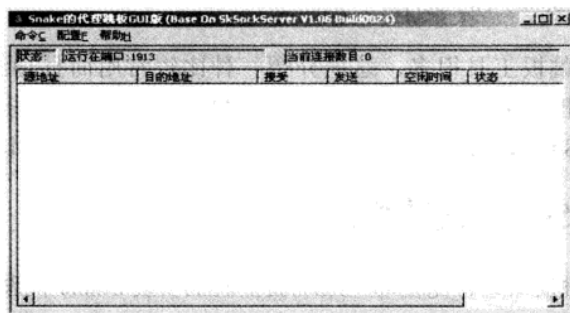 Snake的代理跳板GUI版 (Base On SkSockServer V1.06 Build0024)
命令C 配置E 帮助H
状态: 运行在端口:1913 当前连接数目:0
源地址 目的地址 接受 发送 空闲时间 状态